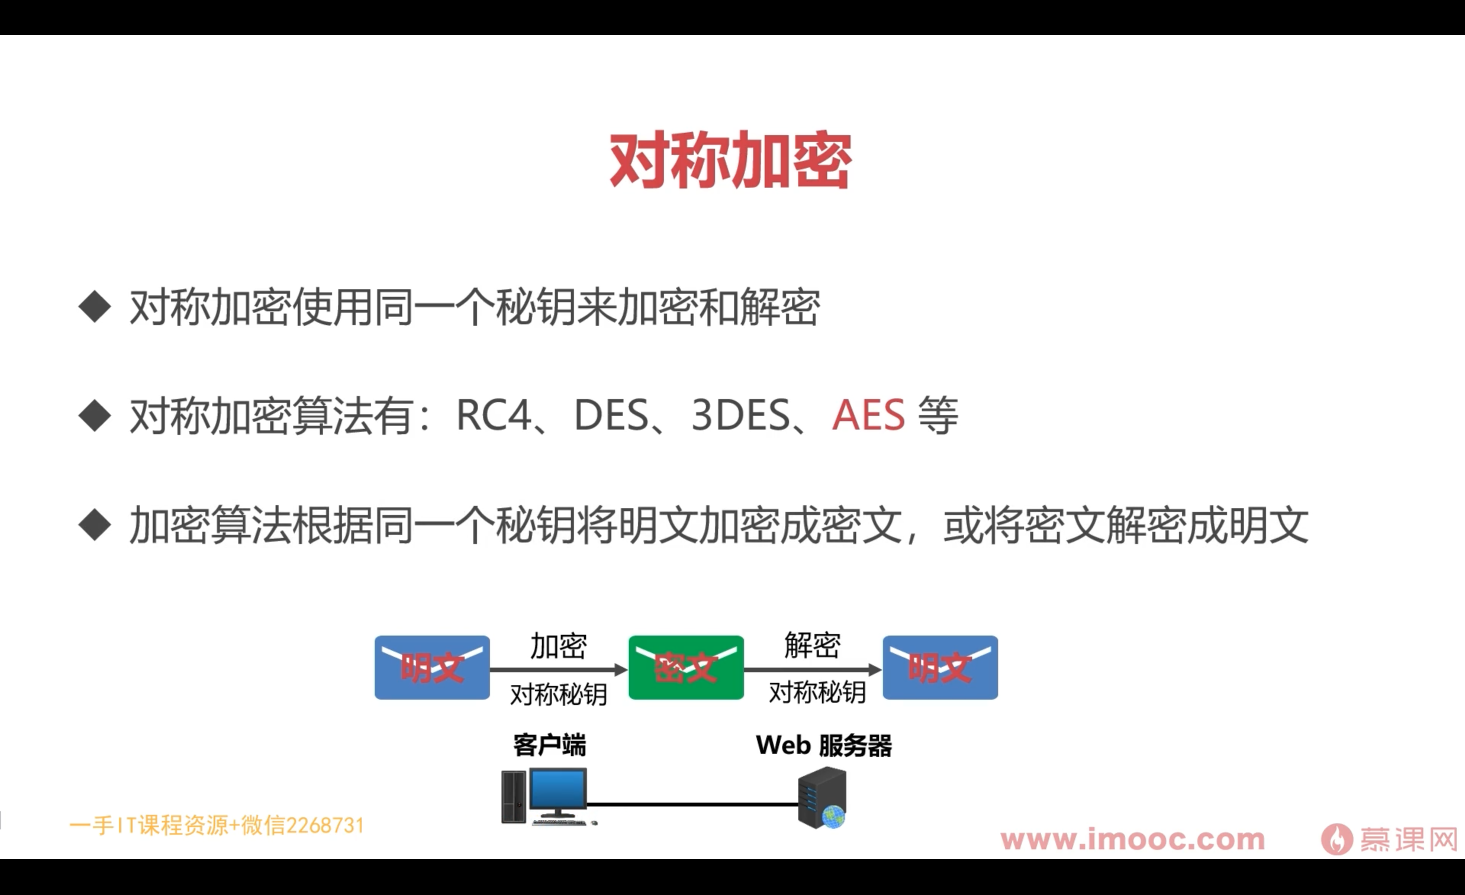 对称加密
◆ 对称加密使用同一个秘钥来加密和解密
◆ 对称加密算法有：RC4、DES、3DES、AES 等
◆ 加密算法根据同一个秘钥将明文加密成密文，或将密文解密成明文
明文 加密 密文 解密 明文
对称秘钥 对称秘钥
客户端 Web 服务器
一手IT课程资源+微信2268731
www.imooc.com 慕课网